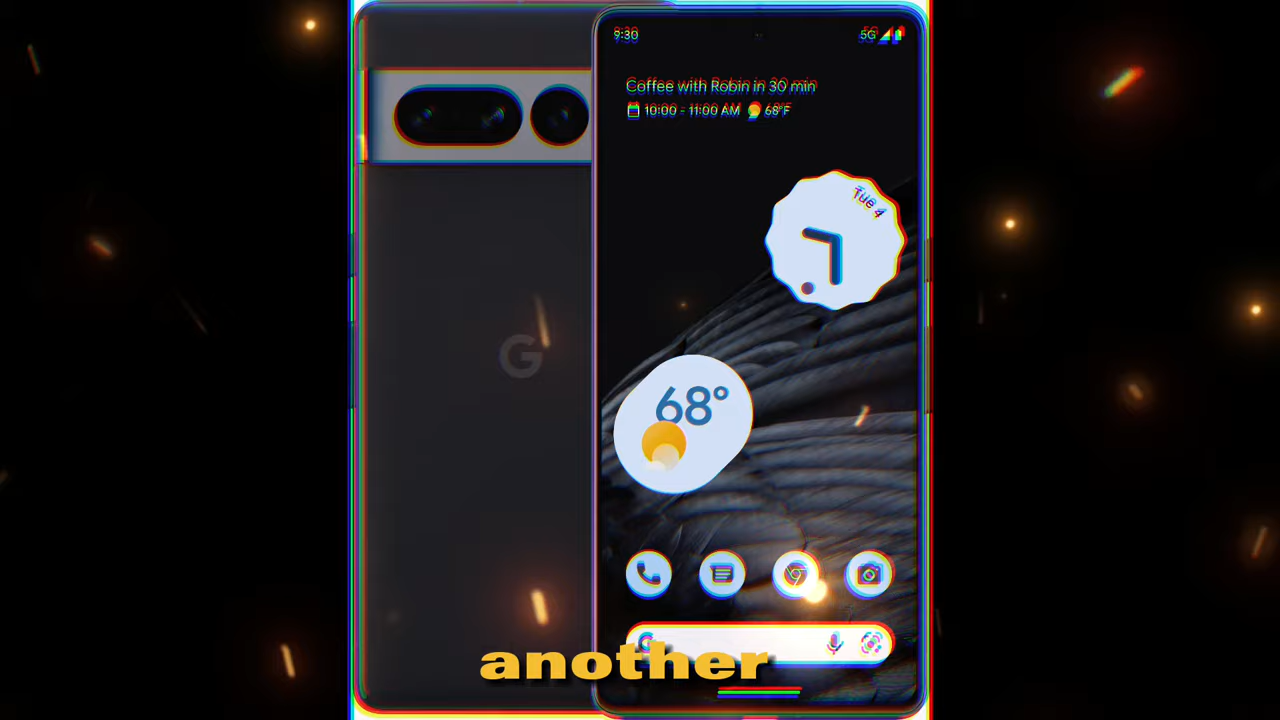 9:30
5G
Coffee with Robin in 30 min
10:00 - 11:00 AM 68°F
Tue 4
68°
G
another